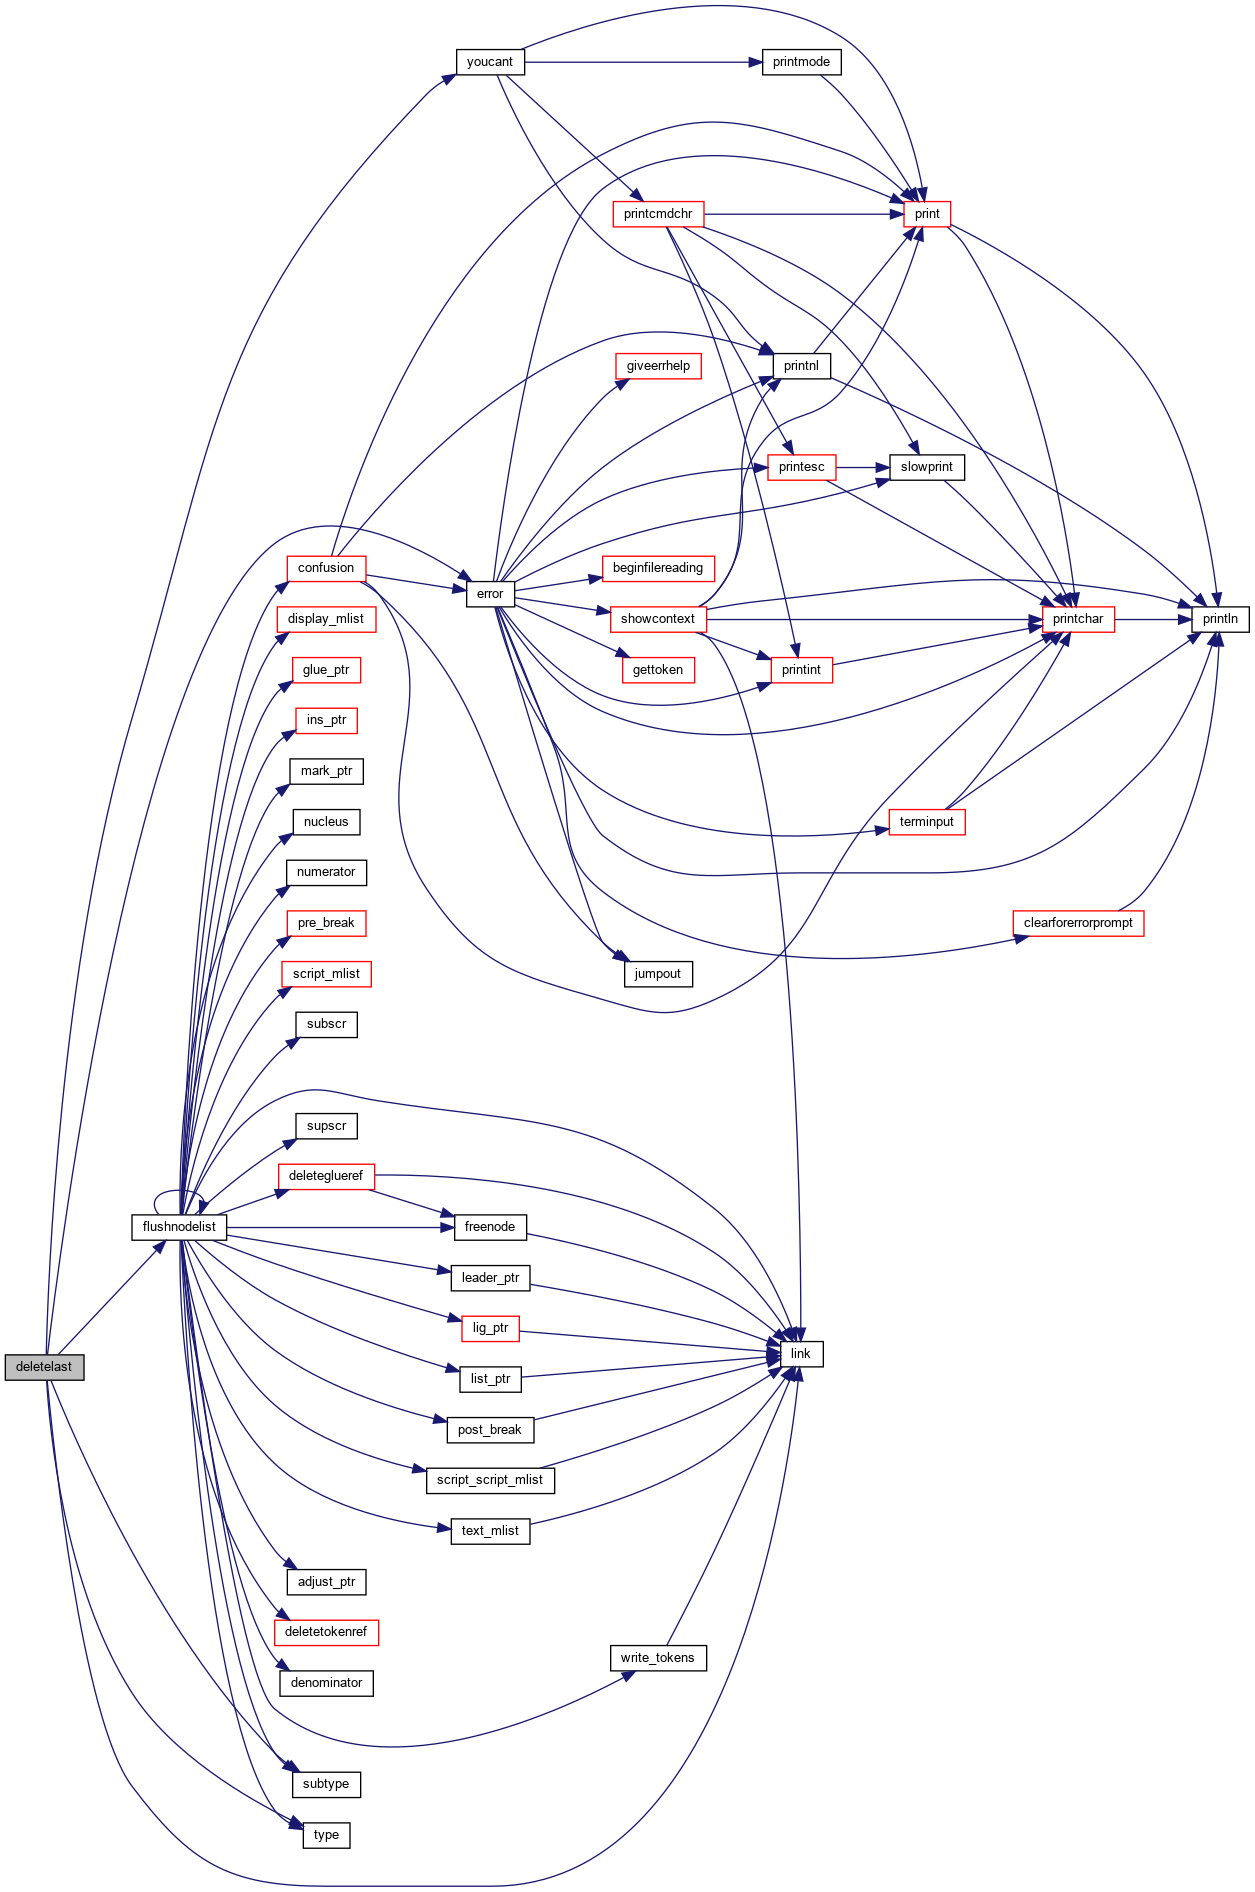 youcant
printmode
printcmdchr
print
printnl
giveerrhelp
printesc
slowprint
confusion
beginfilereading
error
display_mlist
showcontext
printchar
println
glue_ptr
gettoken
printint
ins_ptr
mark_ptr
nucleus
terminput
numerator
pre_break
clearforerrorprompt
script_mlist
jumpout
subscr
supscr
deleteglueref
flushnodelist
freenode
leader_ptr
lig_ptr
link
deletelast
list_ptr
post_break
script_script_mlist
text_mlist
adjust_ptr
deletetokenref
write_tokens
denominator
subtype
type